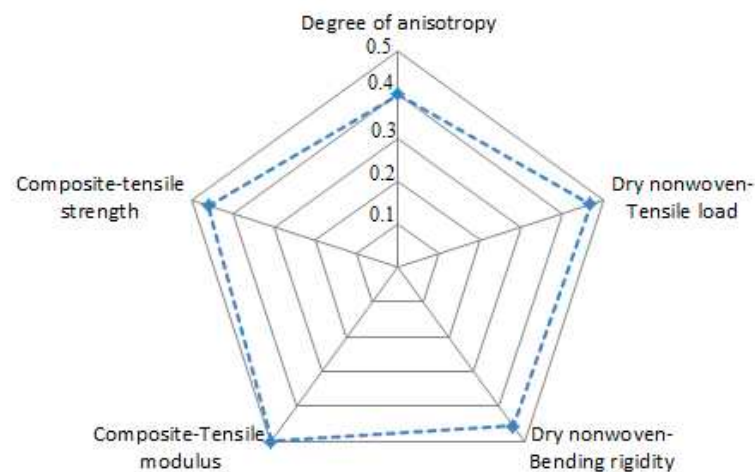 Degree of anisotropy
0.5
0.4
0.3
0.2
0.1
Composite-tensile
strength
Dry nonwoven-
Tensile load
Composite-Tensile
modulus
Dry nonwoven-
Bending rigidity